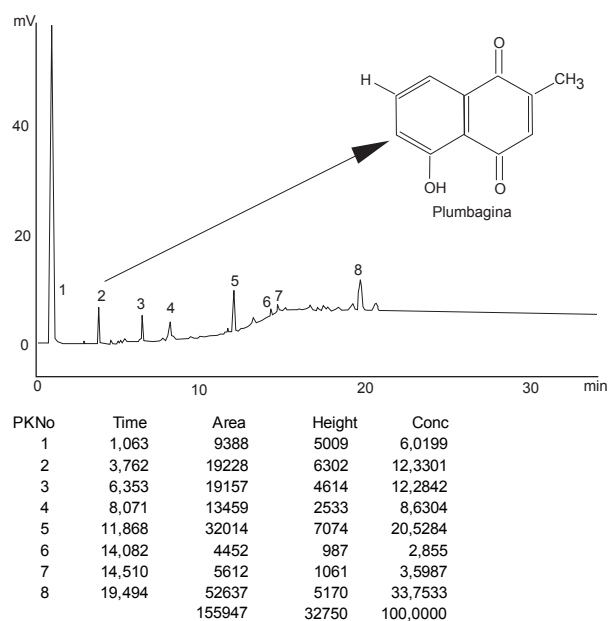 mV
40
20
0
0
10
20
30
min
1
2
3
4
5
6
7
8
O
CH3
H
OH
O
Plumbagina
PKNo Time Area Height Conc
1 1,063 9388 5009 6,0199
2 3,762 19228 6302 12,3301
3 6,353 19157 4614 12,2842
4 8,071 13459 2533 8,6304
5 11,868 32014 7074 20,5284
6 14,082 4452 987 2,855
7 14,510 5612 1061 3,5987
8 19,494 52637 5170 33,7533
155947 32750 100,0000